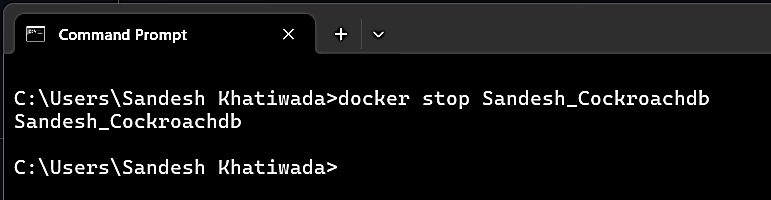 Command Prompt
C:\Users\Sandesh Khatiwada>docker stop Sandesh_Cockroachdb
Sandesh_Cockroachdb
C:\Users\Sandesh Khatiwada>